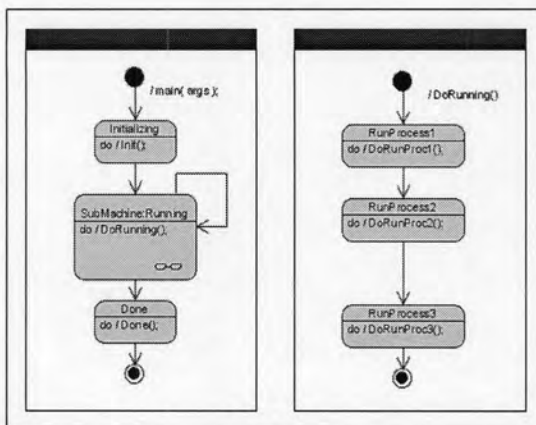 / main( args );
Initializing
do / Init();
SubMachine:Running
do / DoRunning();
Done
do / Done();
/ DoRunning()
RunProcess1
do / DoRunProc1();
RunProcess2
do / DoRunProc2();
RunProcess3
do / DoRunProc3();